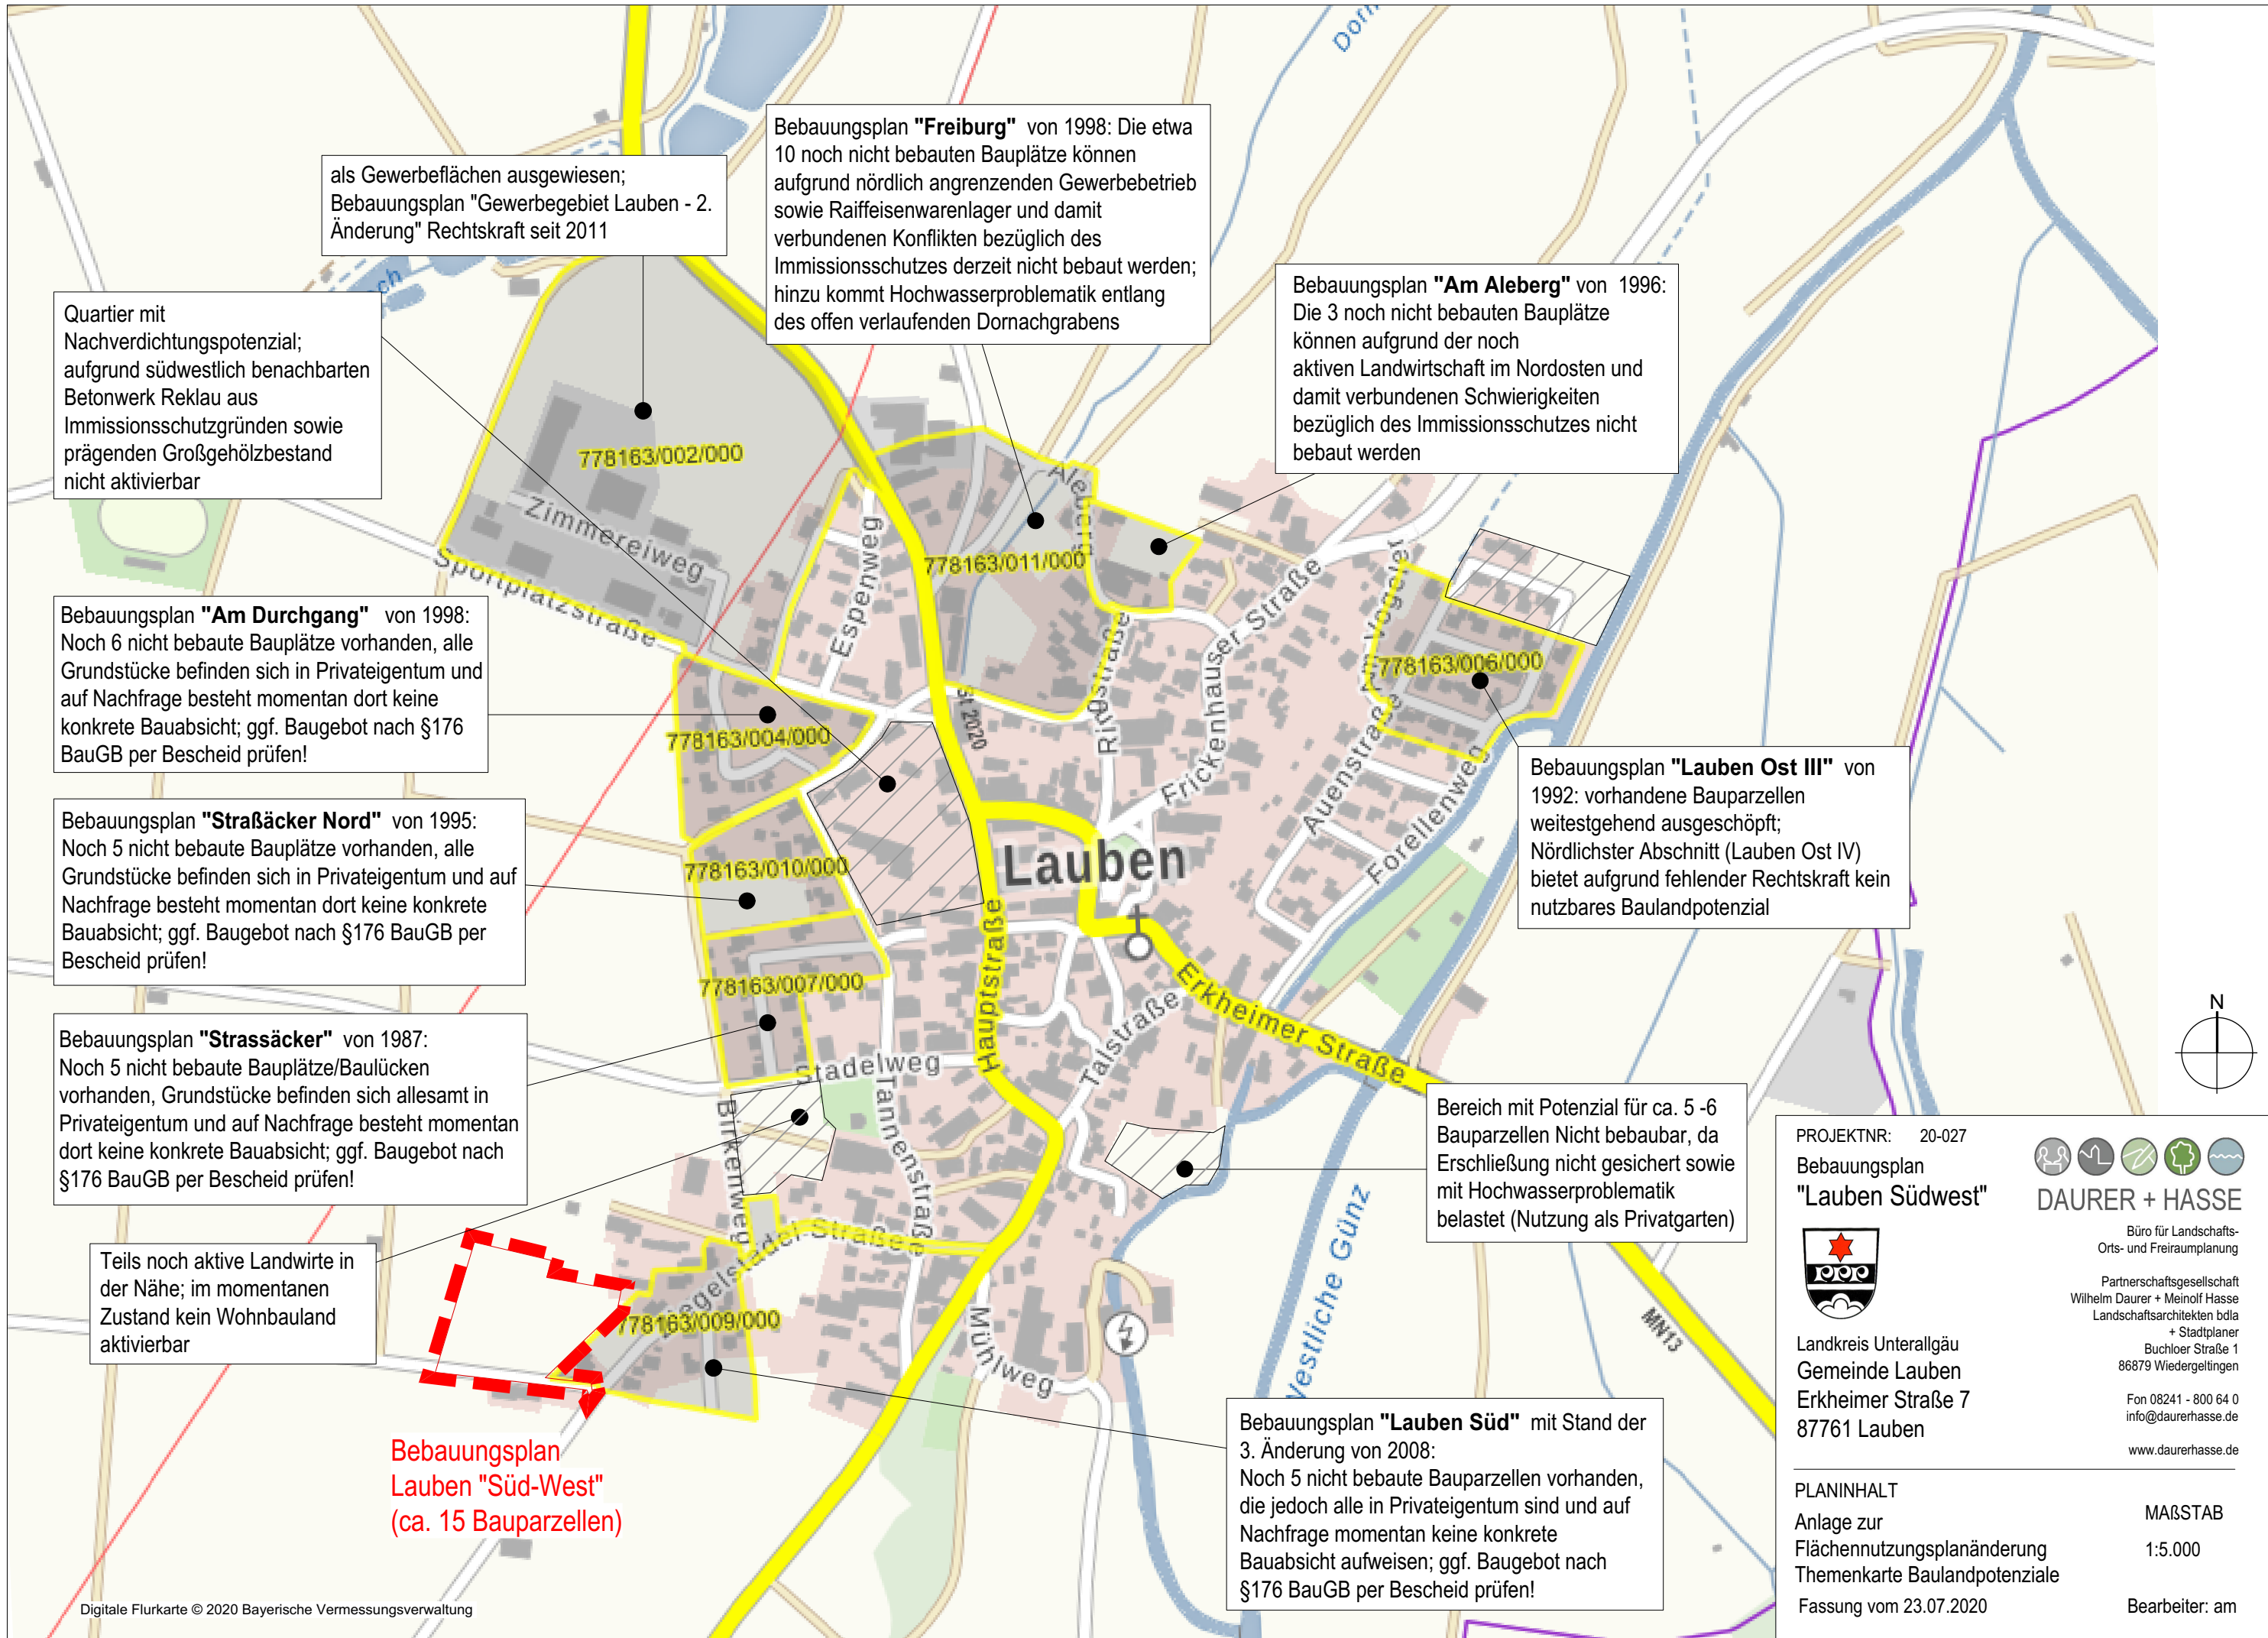 Dorn
als Gewerbeflächen ausgewiesen;
Bebauungsplan "Gewerbegebiet Lauben - 2.
Änderung" Rechtskraft seit 2011
Bebauungsplan "Freiburg" von 1998: Die etwa
10 noch nicht bebauten Bauplätze können
aufgrund nördlich angrenzenden Gewerbebetrieb
sowie Raiffeisenwarenlager und damit
verbundenen Konflikten bezüglich des
Immissionsschutzes derzeit nicht bebaut werden;
hinzu kommt Hochwasserproblematik entlang
des offen verlaufenden Dornachgrabens
Bebauungsplan "Am Aleberg" von 1996:
Die 3 noch nicht bebauten Bauplätze
können aufgrund der noch
aktiven Landwirtschaft im Nordosten und
damit verbundenen Schwierigkeiten
bezüglich des Immissionsschutzes nicht
bebaut werden
ch
Quartier mit
Nachverdichtungspotenzial;
aufgrund südwestlich benachbarten
Betonwerk Reklau aus
Immissionsschutzgründen sowie
prägenden Großgehölzbestand
nicht aktivierbar
778163/002/000
Zimmereiweg
Sportplatzstraße
Espenweg
Aleberg
778163/011/000
Ringstraße
Frickenhauser Straße
Am Vogelet
778163/006/000
Auenstraße
Forellenweg
St 2020
Bebauungsplan "Am Durchgang" von 1998:
Noch 6 nicht bebaute Bauplätze vorhanden, alle
Grundstücke befinden sich in Privateigentum und
auf Nachfrage besteht momentan dort keine
konkrete Bauabsicht; ggf. Baugebot nach §176
BauGB per Bescheid prüfen!
778163/004/000
Bebauungsplan "Lauben Ost III" von
1992: vorhandene Bauparzellen
weitestgehend ausgeschöpft;
Nördlichster Abschnitt (Lauben Ost IV)
bietet aufgrund fehlender Rechtskraft kein
nutzbares Baulandpotenzial
Bebauungsplan "Straßäcker Nord" von 1995:
Noch 5 nicht bebaute Bauplätze vorhanden, alle
Grundstücke befinden sich in Privateigentum und auf
Nachfrage besteht momentan dort keine konkrete
Bauabsicht; ggf. Baugebot nach §176 BauGB per
Bescheid prüfen!
778163/010/000
Lauben
Hauptstraße
778163/007/000
Erkheimer Straße
Talstraße
Stadelweg
Tannenstraße
Birkenweg
Bebauungsplan "Strassäcker" von 1987:
Noch 5 nicht bebaute Bauplätze/Baulücken
vorhanden, Grundstücke befinden sich allesamt in
Privateigentum und auf Nachfrage besteht momentan
dort keine konkrete Bauabsicht; ggf. Baugebot nach
§176 BauGB per Bescheid prüfen!
Bereich mit Potenzial für ca. 5 -6
Bauparzellen Nicht bebaubar, da
Erschließung nicht gesichert sowie
mit Hochwasserproblematik
belastet (Nutzung als Privatgarten)
Teils noch aktive Landwirte in
der Nähe; im momentanen
Zustand kein Wohnbauland
aktivierbar
778163/009/000
Mühlweg
Westliche Günz
MN13
Bebauungsplan
Lauben "Süd-West"
(ca. 15 Bauparzellen)
Bebauungsplan "Lauben Süd" mit Stand der
3. Änderung von 2008:
Noch 5 nicht bebaute Bauparzellen vorhanden,
die jedoch alle in Privateigentum sind und auf
Nachfrage momentan keine konkrete
Bauabsicht aufweisen; ggf. Baugebot nach
§176 BauGB per Bescheid prüfen!
Digitale Flurkarte © 2020 Bayerische Vermessungsverwaltung
N
PROJEKTNR: 20-027
Bebauungsplan
"Lauben Südwest"
DAURER + HASSE
Büro für Landschafts-
Orts- und Freiraumplanung
Partnerschaftsgesellschaft
Wilhelm Daurer + Meinolf Hasse
Landschaftsarchitekten bdla
+ Stadtplaner
Buchloer Straße 1
86879 Wiedergeltingen
Fon 08241 - 800 64 0
info@daurerhasse.de
www.daurerhasse.de
Landkreis Unterallgäu
Gemeinde Lauben
Erkheimer Straße 7
87761 Lauben
PLANINHALT
Anlage zur
Flächennutzungsplanänderung
Themenkarte Baulandpotenziale
MAßSTAB
1:5.000
Fassung vom 23.07.2020
Bearbeiter: am